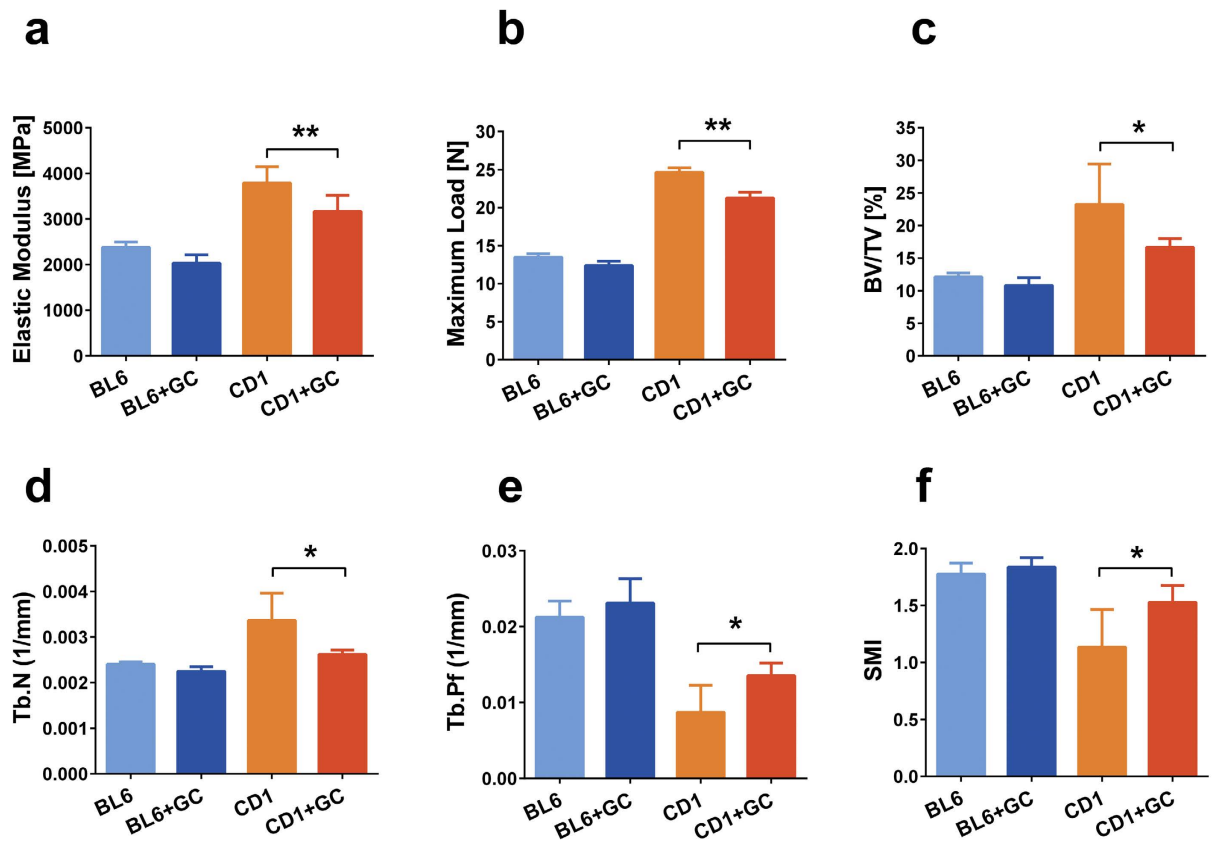 a
Elastic Modulus [MPa]
5000
4000
3000
2000
1000
0
**
BL6
BL6+GC
CD1
CD1+GC
b
Maximum Load [N]
30
25
20
15
10
5
0
**
BL6
BL6+GC
CD1
CD1+GC
c
BV/TV [%]
35
30
25
20
15
10
5
0
*
BL6
BL6+GC
CD1
CD1+GC
d
Tb.N (1/mm)
0.005
0.004
0.003
0.002
0.001
0.000
*
BL6
BL6+GC
CD1
CD1+GC
e
Tb.Pf (1/mm)
0.03
0.02
0.01
0.00
*
BL6
BL6+GC
CD1
CD1+GC
f
SMI
2.0
1.5
1.0
0.5
0.0
*
BL6
BL6+GC
CD1
CD1+GC